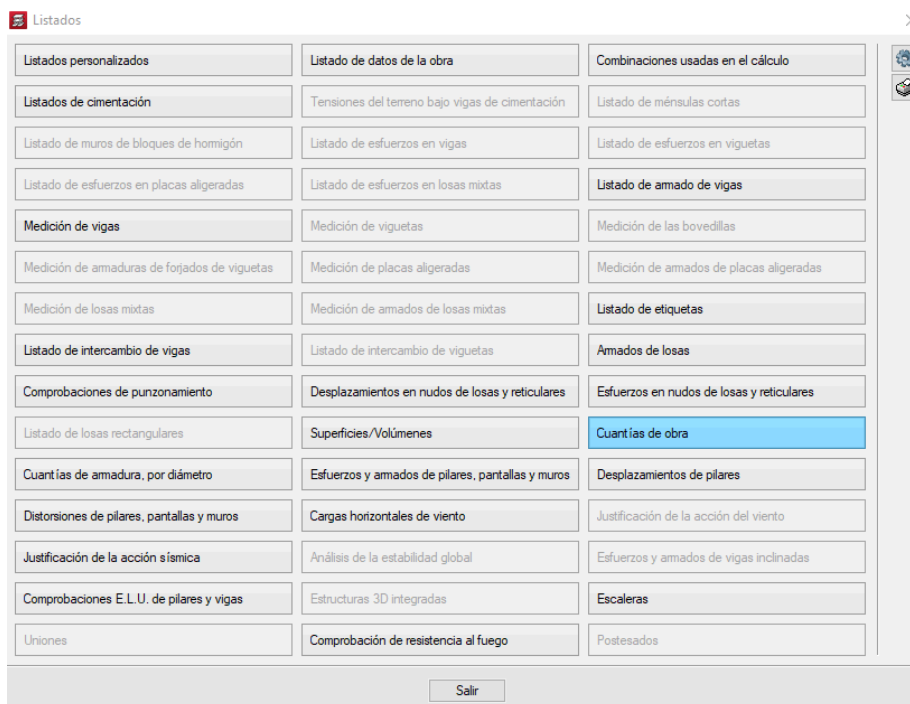 Listados
Listados personalizados
Listado de datos de la obra
Combinaciones usadas en el cálculo
Listados de cimentación
Tensiones del terreno bajo vigas de cimentación
Listado de ménsulas cortas
Listado de muros de bloques de hormigón
Listado de esfuerzos en vigas
Listado de esfuerzos en viguetas
Listado de esfuerzos en placas aligeradas
Listado de esfuerzos en losas mixtas
Listado de armado de vigas
Medición de vigas
Medición de viguetas
Medición de las bovedillas
Medición de armaduras de forjados de viguetas
Medición de placas aligeradas
Medición de armados de placas aligeradas
Medición de losas mixtas
Medición de armados de losas mixtas
Listado de etiquetas
Listado de intercambio de vigas
Listado de intercambio de viguetas
Armados de losas
Comprobaciones de punzonamiento
Desplazamientos en nudos de losas y reticulares
Esfuerzos en nudos de losas y reticulares
Listado de losas rectangulares
Superficies/Volúmenes
Cuantías de obra
Cuantías de armadura, por diámetro
Esfuerzos y armados de pilares, pantallas y muros
Desplazamientos de pilares
Distorsiones de pilares, pantallas y muros
Cargas horizontales de viento
Justificación de la acción del viento
Justificación de la acción sísmica
Análisis de la estabilidad global
Esfuerzos y armados de vigas inclinadas
Comprobaciones E.L.U. de pilares y vigas
Estructuras 3D integradas
Escaleras
Uniones
Comprobación de resistencia al fuego
Postesados
Salir